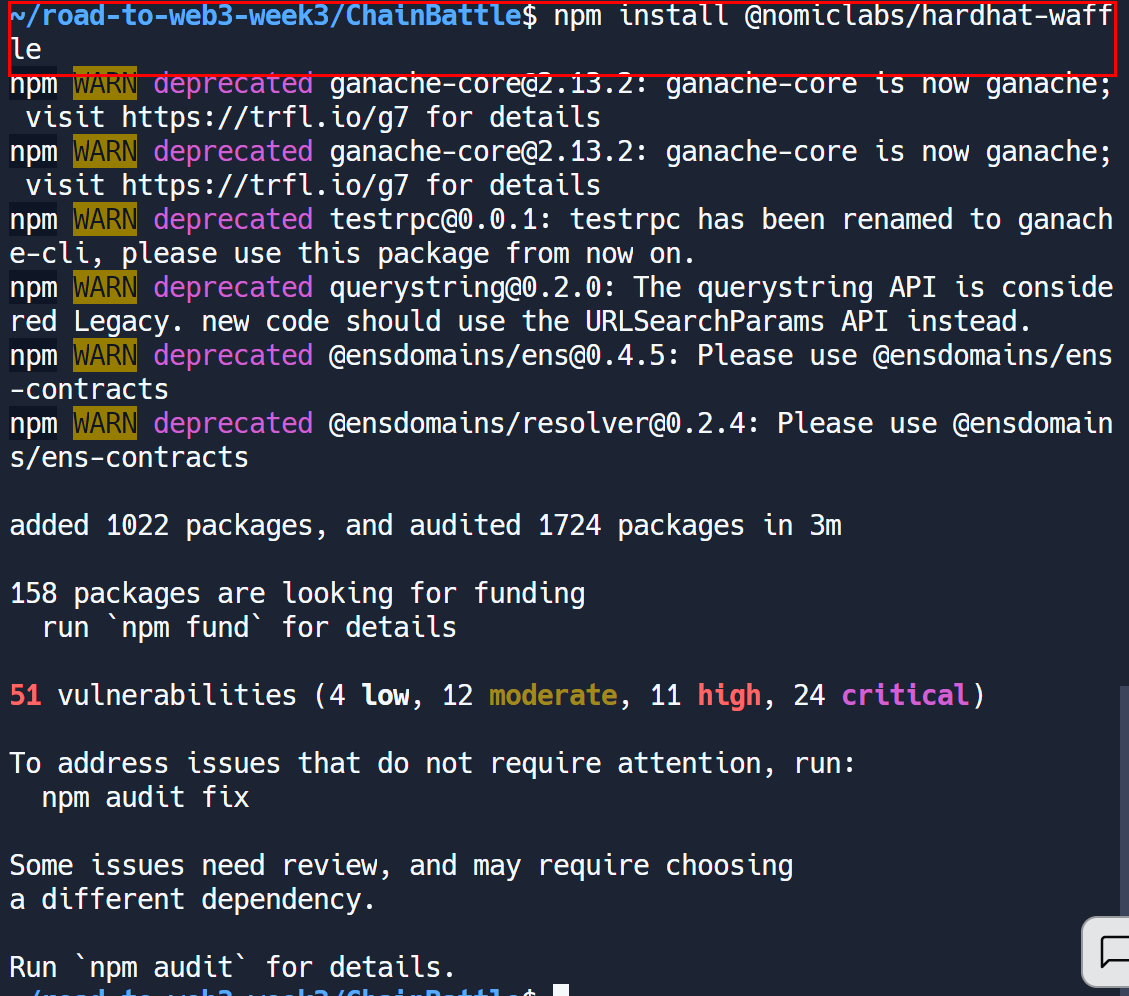 ~/road-to-web3-week3/ChainBattle$ npm install @nomiclabs/hardhat-waff
le
npm WARN deprecated ganache-core@2.13.2: ganache-core is now ganache;
 visit https://trfl.io/g7 for details
npm WARN deprecated ganache-core@2.13.2: ganache-core is now ganache;
 visit https://trfl.io/g7 for details
npm WARN deprecated testrpc@0.0.1: testrpc has been renamed to ganach
e-cli, please use this package from now on.
npm WARN deprecated querystring@0.2.0: The querystring API is conside
red Legacy. new code should use the URLSearchParams API instead.
npm WARN deprecated @ensdomains/ens@0.4.5: Please use @ensdomains/ens
-contracts
npm WARN deprecated @ensdomains/resolver@0.2.4: Please use @ensdomain
s/ens-contracts

added 1022 packages, and audited 1724 packages in 3m

158 packages are looking for funding
  run `npm fund` for details

51 vulnerabilities (4 low, 12 moderate, 11 high, 24 critical)

To address issues that do not require attention, run:
  npm audit fix

Some issues need review, and may require choosing
a different dependency.

Run `npm audit` for details.
~/road-to-web3-week3/ChainBattle$